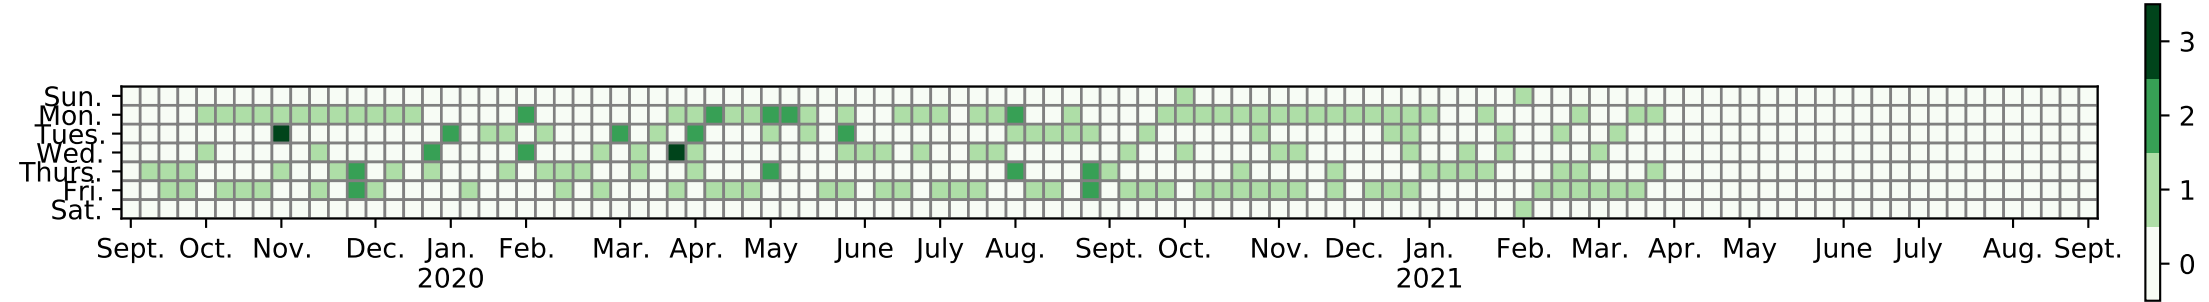 3
2
1
0
Sun.
Mon.
Tues.
Wed.
Thurs.
Fri.
Sat.
Sept. Oct. Nov. Dec. Jan. Feb. Mar. Apr. May June July Aug. Sept. Oct. Nov. Dec. Jan. Feb. Mar. Apr. May June July Aug. Sept.
2020 2021